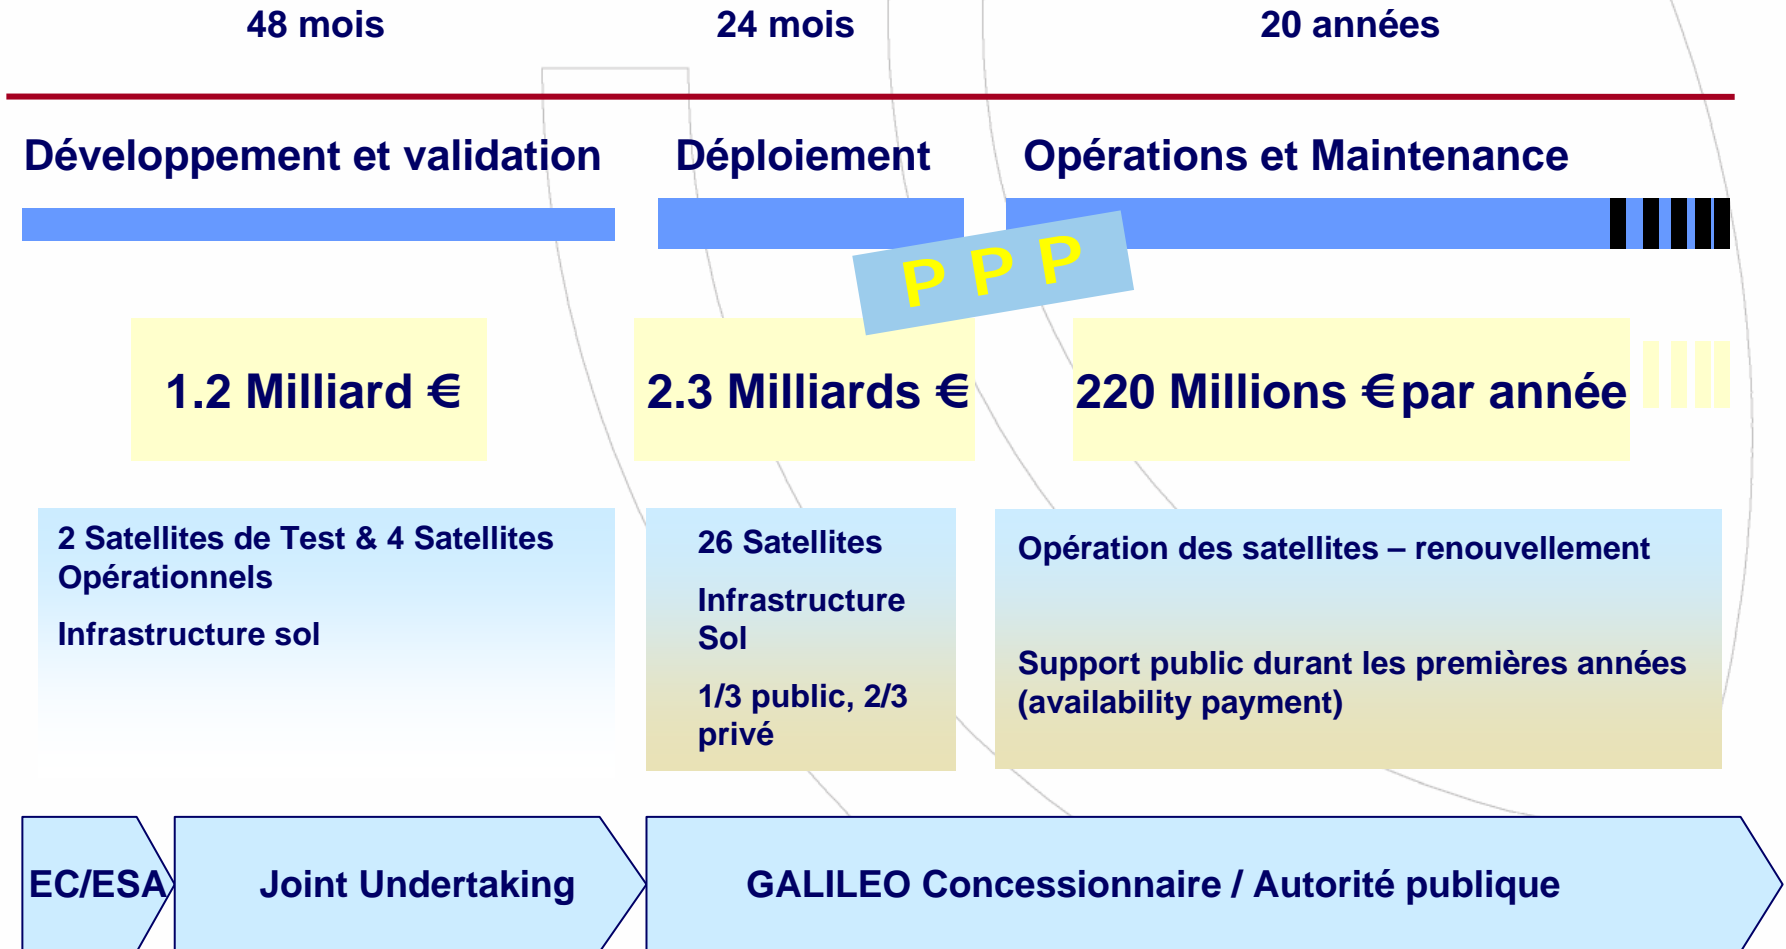 48 mois
24 mois
20 années
Développement et validation
Déploiement
Opérations et Maintenance
P P P
1.2 Milliard €
2.3 Milliards €
220 Millions € par année
2 Satellites de Test & 4 Satellites
Opérationnels
Infrastructure sol
26 Satellites
Infrastructure
Sol
1/3 public, 2/3
privé
Opération des satellites – renouvellement
Support public durant les premières années
(availability payment)
EC/ESA
Joint Undertaking
GALILEO Concessionnaire / Autorité publique